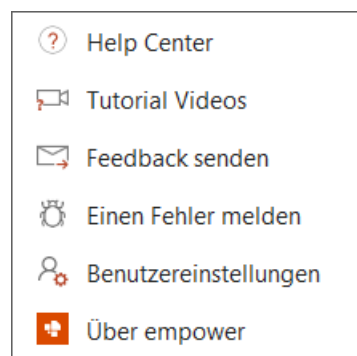 Help Center
Tutorial Videos
Feedback senden
Einen Fehler melden
Benutzereinstellungen
Über empower